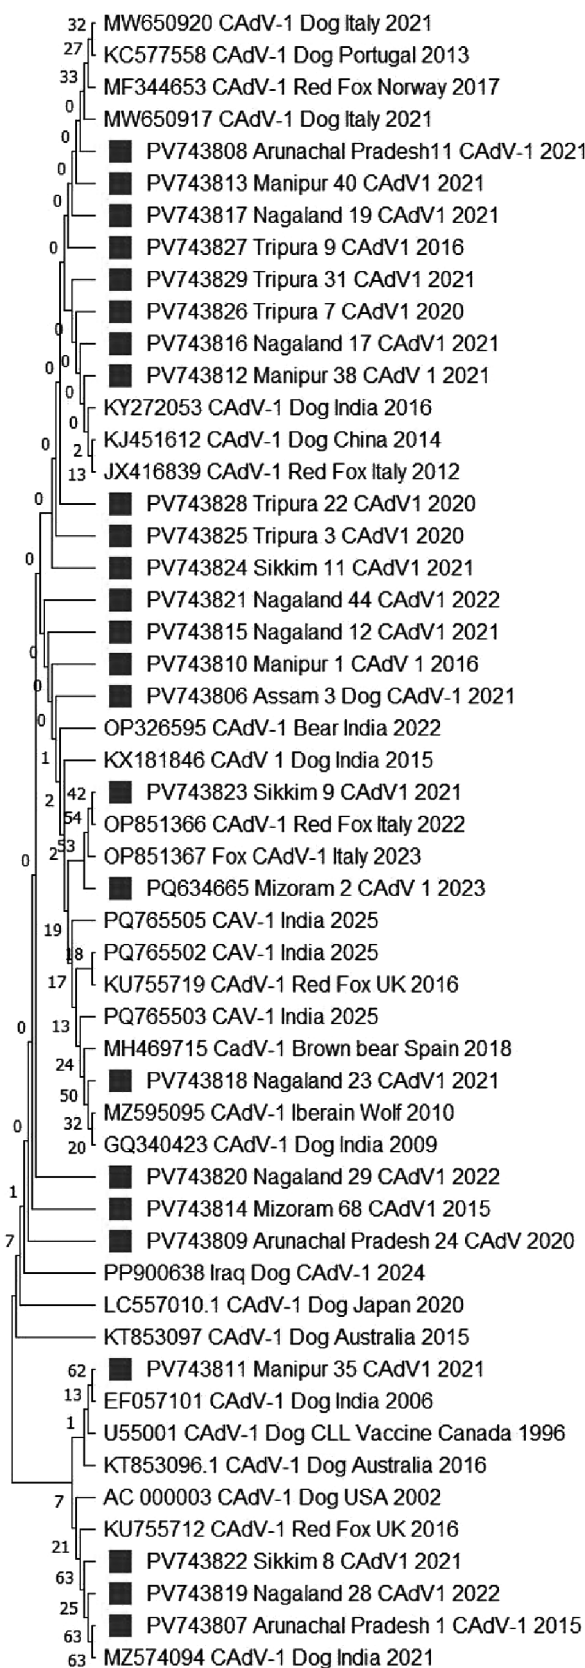 32 MW650920 CAdV-1 Dog Italy 2021
27 KC577558 CAdV-1 Dog Portugal 2013
33 MF344653 CAdV-1 Red Fox Norway 2017
0 MW650917 CAdV-1 Dog Italy 2021
0 PV743808 Arunachal Pradesh11 CAdV-1 2021
0 PV743813 Manipur 40 CAdV1 2021
0 PV743817 Nagaland 19 CAdV1 2021
0 PV743827 Tripura 9 CAdV1 2016
PV743829 Tripura 31 CAdV1 2021
0 PV743826 Tripura 7 CAdV1 2020
PV743816 Nagaland 17 CAdV1 2021
0 0 PV743812 Manipur 38 CAdV 1 2021
0 KY272053 CAdV-1 Dog India 2016
0 0 KJ451612 CAdV-1 Dog China 2014
2 JX416839 CAdV-1 Red Fox Italy 2012
13
0 PV743828 Tripura 22 CAdV1 2020
PV743825 Tripura 3 CAdV1 2020
0 PV743824 Sikkim 11 CAdV1 2021
PV743821 Nagaland 44 CAdV1 2022
PV743815 Nagaland 12 CAdV1 2021
0 PV743810 Manipur 1 CAdV 1 2016
0 PV743806 Assam 3 Dog CAdV-1 2021
0 OP326595 CAdV-1 Bear India 2022
1 KX181846 CAdV 1 Dog India 2015
2 42 PV743823 Sikkim 9 CAdV1 2021
54 OP851366 CAdV-1 Red Fox Italy 2022
0 2 53 OP851367 Fox CAdV-1 Italy 2023
PQ634665 Mizoram 2 CAdV 1 2023
19 PQ765505 CAV-1 India 2025
18 PQ765502 CAV-1 India 2025
17 KU755719 CAdV-1 Red Fox UK 2016
0 13 PQ765503 CAV-1 India 2025
24 MH469715 CadV-1 Brown bear Spain 2018
50 PV743818 Nagaland 23 CAdV1 2021
32 MZ595095 CAdV-1 Iberain Wolf 2010
0 20 GQ340423 CAdV-1 Dog India 2009
PV743820 Nagaland 29 CAdV1 2022
1 PV743814 Mizoram 68 CAdV1 2015
7 PV743809 Arunachal Pradesh 24 CAdV 2020
PP900638 Iraq Dog CAdV-1 2024
LC557010.1 CAdV-1 Dog Japan 2020
KT853097 CAdV-1 Dog Australia 2015
62 PV743811 Manipur 35 CAdV1 2021
13 EF057101 CAdV-1 Dog India 2006
1 U55001 CAdV-1 Dog CLL Vaccine Canada 1996
KT853096.1 CAdV-1 Dog Australia 2016
7 AC 000003 CAdV-1 Dog USA 2002
KU755712 CAdV-1 Red Fox UK 2016
21 PV743822 Sikkim 8 CAdV1 2021
63 PV743819 Nagaland 28 CAdV1 2022
25 PV743807 Arunachal Pradesh 1 CAdV-1 2015
63 MZ574094 CAdV-1 Dog India 2021
63